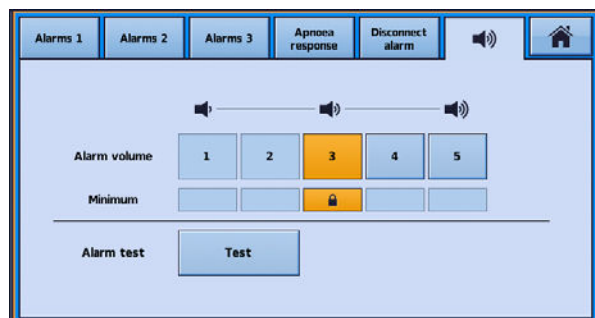 Alarms 1
Alarms 2
Alarms 3
Apnoea
response
Disconnect
alarm
Alarm volume
1
2
3
4
5
Minimum
Alarm test
Test